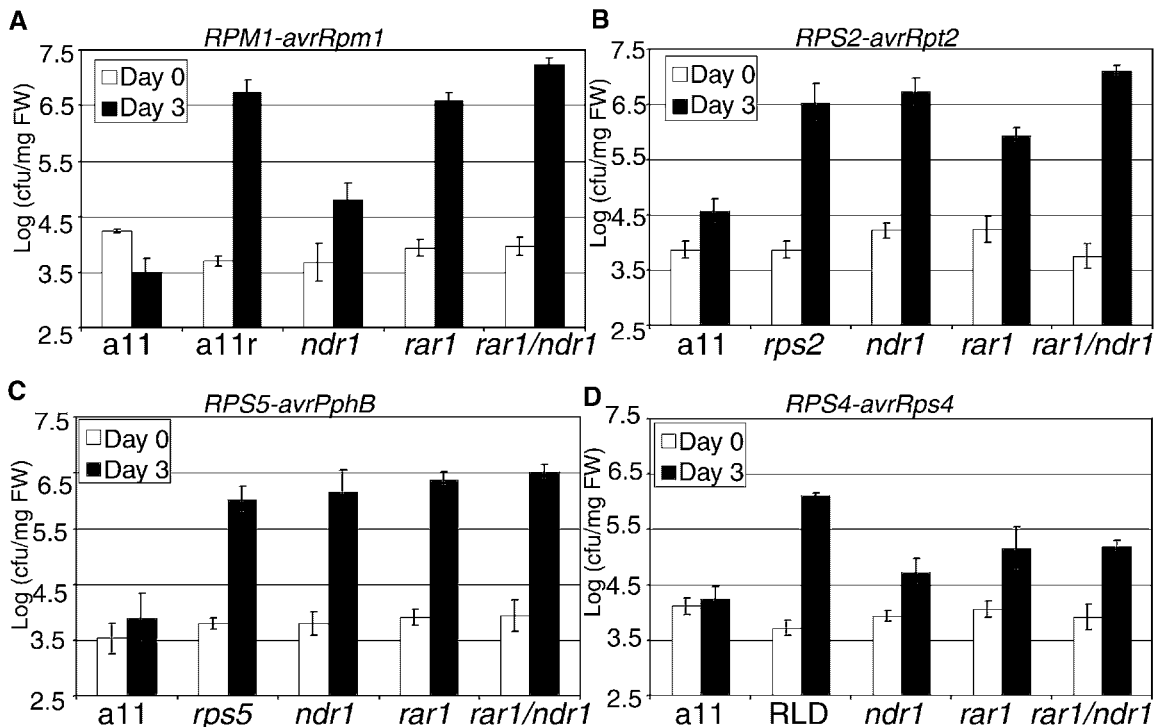 A
RPM1-avrRpm1
Log (cfu/mg FW)
7.5
6.5
5.5
4.5
3.5
2.5
Day 0
Day 3
a11
a11r
ndr1
rar1
rar1/ndr1
B
RPS2-avrRpt2
Log (cfu/mg FW)
7.5
6.5
5.5
4.5
3.5
2.5
Day 0
Day 3
a11
rps2
ndr1
rar1
rar1/ndr1
C
RPS5-avrPphB
Log (cfu/mg FW)
7.5
6.5
5.5
4.5
3.5
2.5
Day 0
Day 3
a11
rps5
ndr1
rar1
rar1/ndr1
D
RPS4-avrRps4
Log (cfu/mg FW)
7.5
6.5
5.5
4.5
3.5
2.5
Day 0
Day 3
a11
RLD
ndr1
rar1
rar1/ndr1